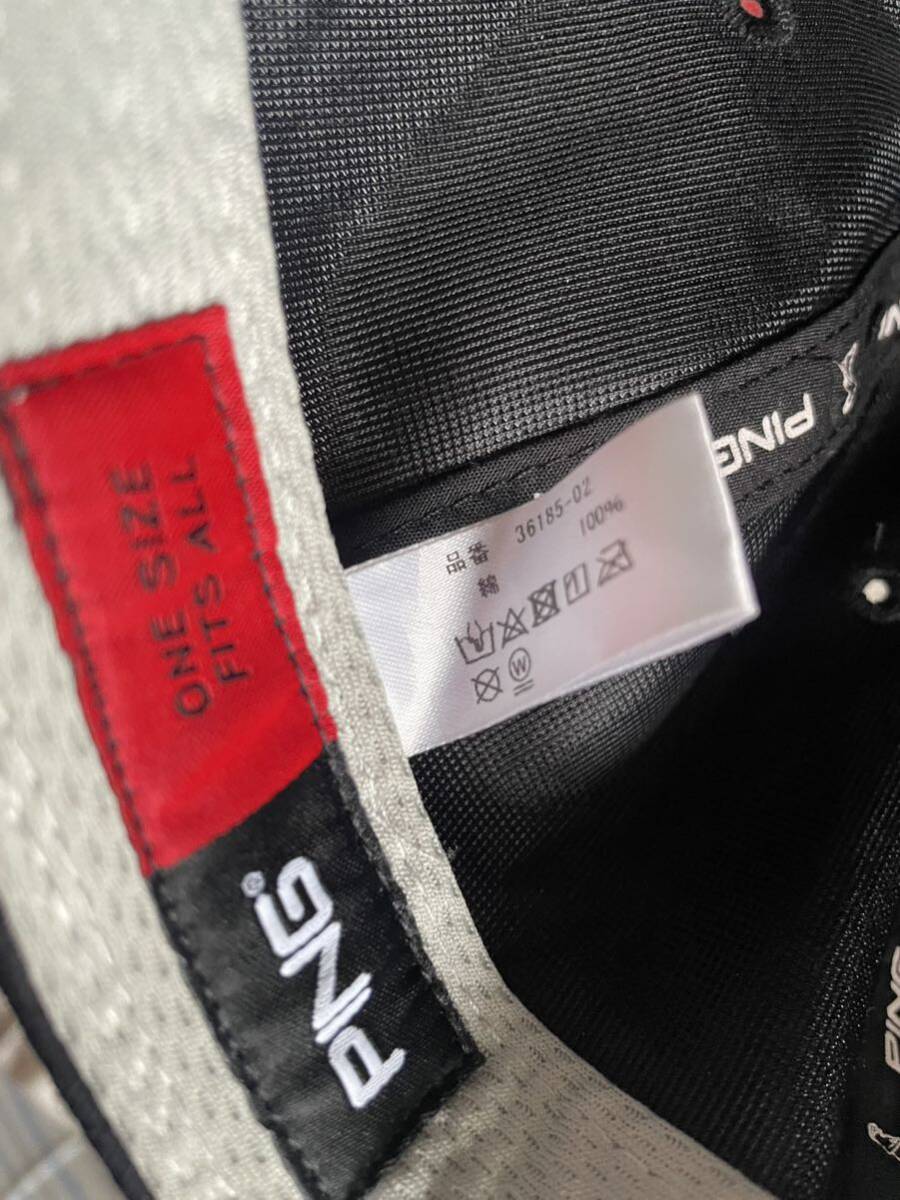 ONE SIZE
FITS ALL
PING®
品番 36185-02
綿 100%
W
PING
PING